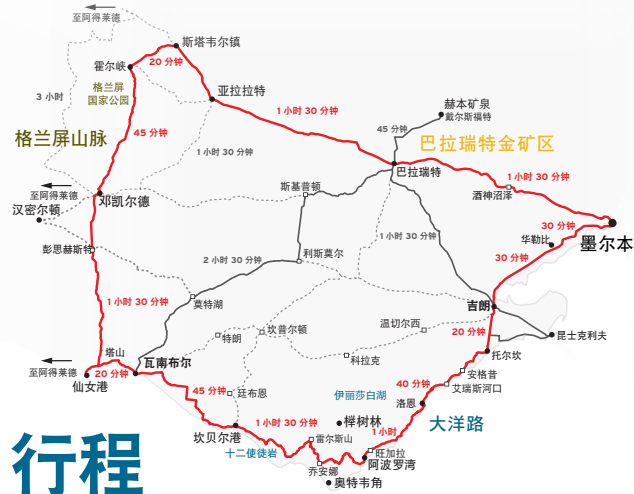 至阿得莱德
斯塔韦尔镇
霍尔峡
20 分钟
格兰屏
国家公园
亚拉拉特
3 小时
赫本矿泉
戴尔斯福特
1 小时 30 分钟
45 分钟
45 分钟
格兰屏山脉
巴拉瑞特金矿区
1 小时 30 分钟
巴拉瑞特
1 小时 30 分钟
至阿得莱德
邓凯尔德
斯基普顿
酒神沼泽
汉密尔顿
30 分钟
墨尔本
华勒比
1 小时 30 分钟
彭思赫斯特
利斯莫尔
2 小时 30 分钟
30 分钟
1 小时 30 分钟
莫特湖
吉朗
特朗
坎普尔顿
温切尔西
20 分钟
昆士克利夫
塔山
瓦南布尔
科拉克
托尔坎
至阿得莱德
20 分钟
仙女港
安格昔
45 分钟
廷布恩
伊丽莎白湖
40 分钟
艾瑞斯河口
洛恩
坎贝尔港
1 小时 30 分钟
榉树林
大洋路
1 小时
十二使徒岩
雷尔斯山
旺加拉
乔安娜
阿波罗湾
奥特韦角
行程